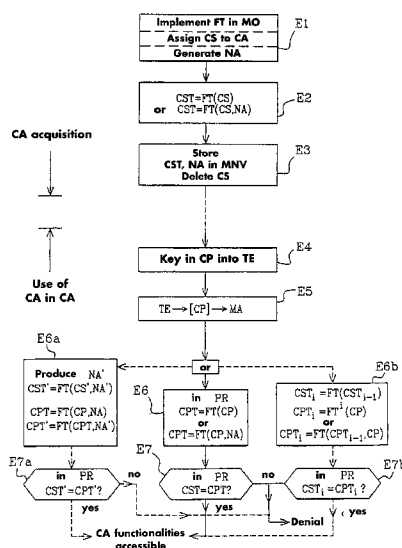 Implement FT in MO
Assign CS to CA
Generate NA
E1
CST=FT(CS)
or CST=FT(CS,NA)
E2
CA acquisition
Store
CST, NA in MNV
Delete CS
E3
Key in CP into TE
E4
Use of
CA in CA
TE→[CP]→MA
E5
or
E6a
Produce NA'
CST'=FT(CS',NA')
CPT=FT(CP,NA)
CPT'=FT(CPT,NA')
E6
in PR
CPT=FT(CP)
or
CPT=FT(CP,NA)
E6b
CSTi=FT(CSTi-1)
CPTi=FT^i(CP)
or
CPTi=FT(CPTi-1,CP)
E7a
in PR
CST'=CPT'?
no
yes
E7
in PR
CST=CPT?
no
yes
E7b
in PR
CSTi=CPTi?
yes
Denial
CA functionalities
accessible